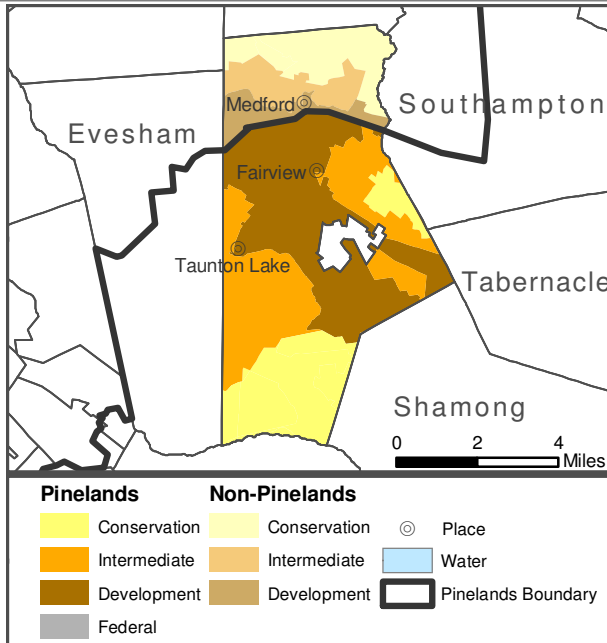 Medford
Southampton
Evesham
Fairview
Taunton Lake
Tabernacle
Shamong
0 2 4
Miles
Pinelands Non-Pinelands
Conservation Conservation Place
Intermediate Intermediate Water
Development Development Pinelands Boundary
Federal